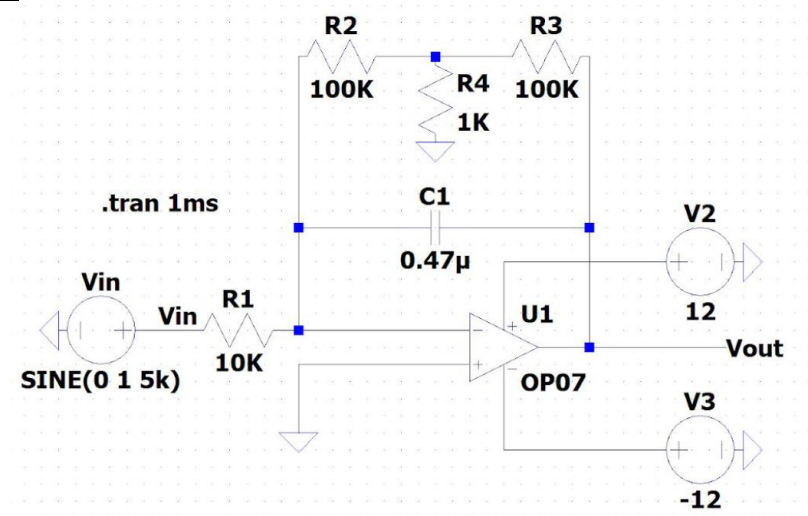 R2
R3
100K
R4
100K
1K
.tran 1ms
C1
V2
0.47µ
Vin
R1
Vin
U1
12
10K
Vout
SINE(0 1 5k)
OP07
V3
-12